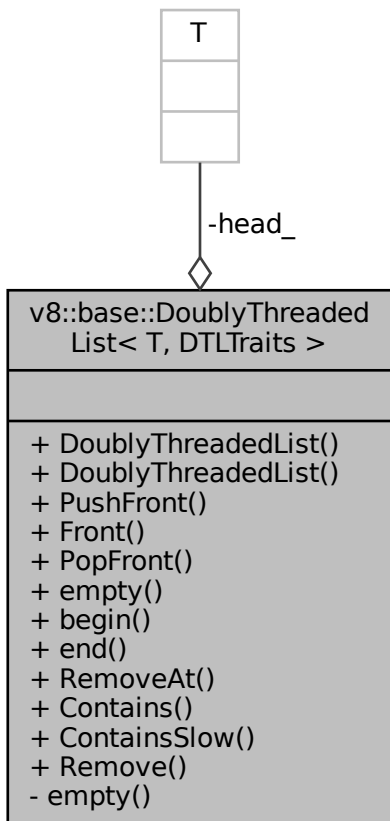 T
-head_
v8::base::DoublyThreaded
List< T, DTLTraits >
+ DoublyThreadedList()
+ DoublyThreadedList()
+ PushFront()
+ Front()
+ PopFront()
+ empty()
+ begin()
+ end()
+ RemoveAt()
+ Contains()
+ ContainsSlow()
+ Remove()
- empty()